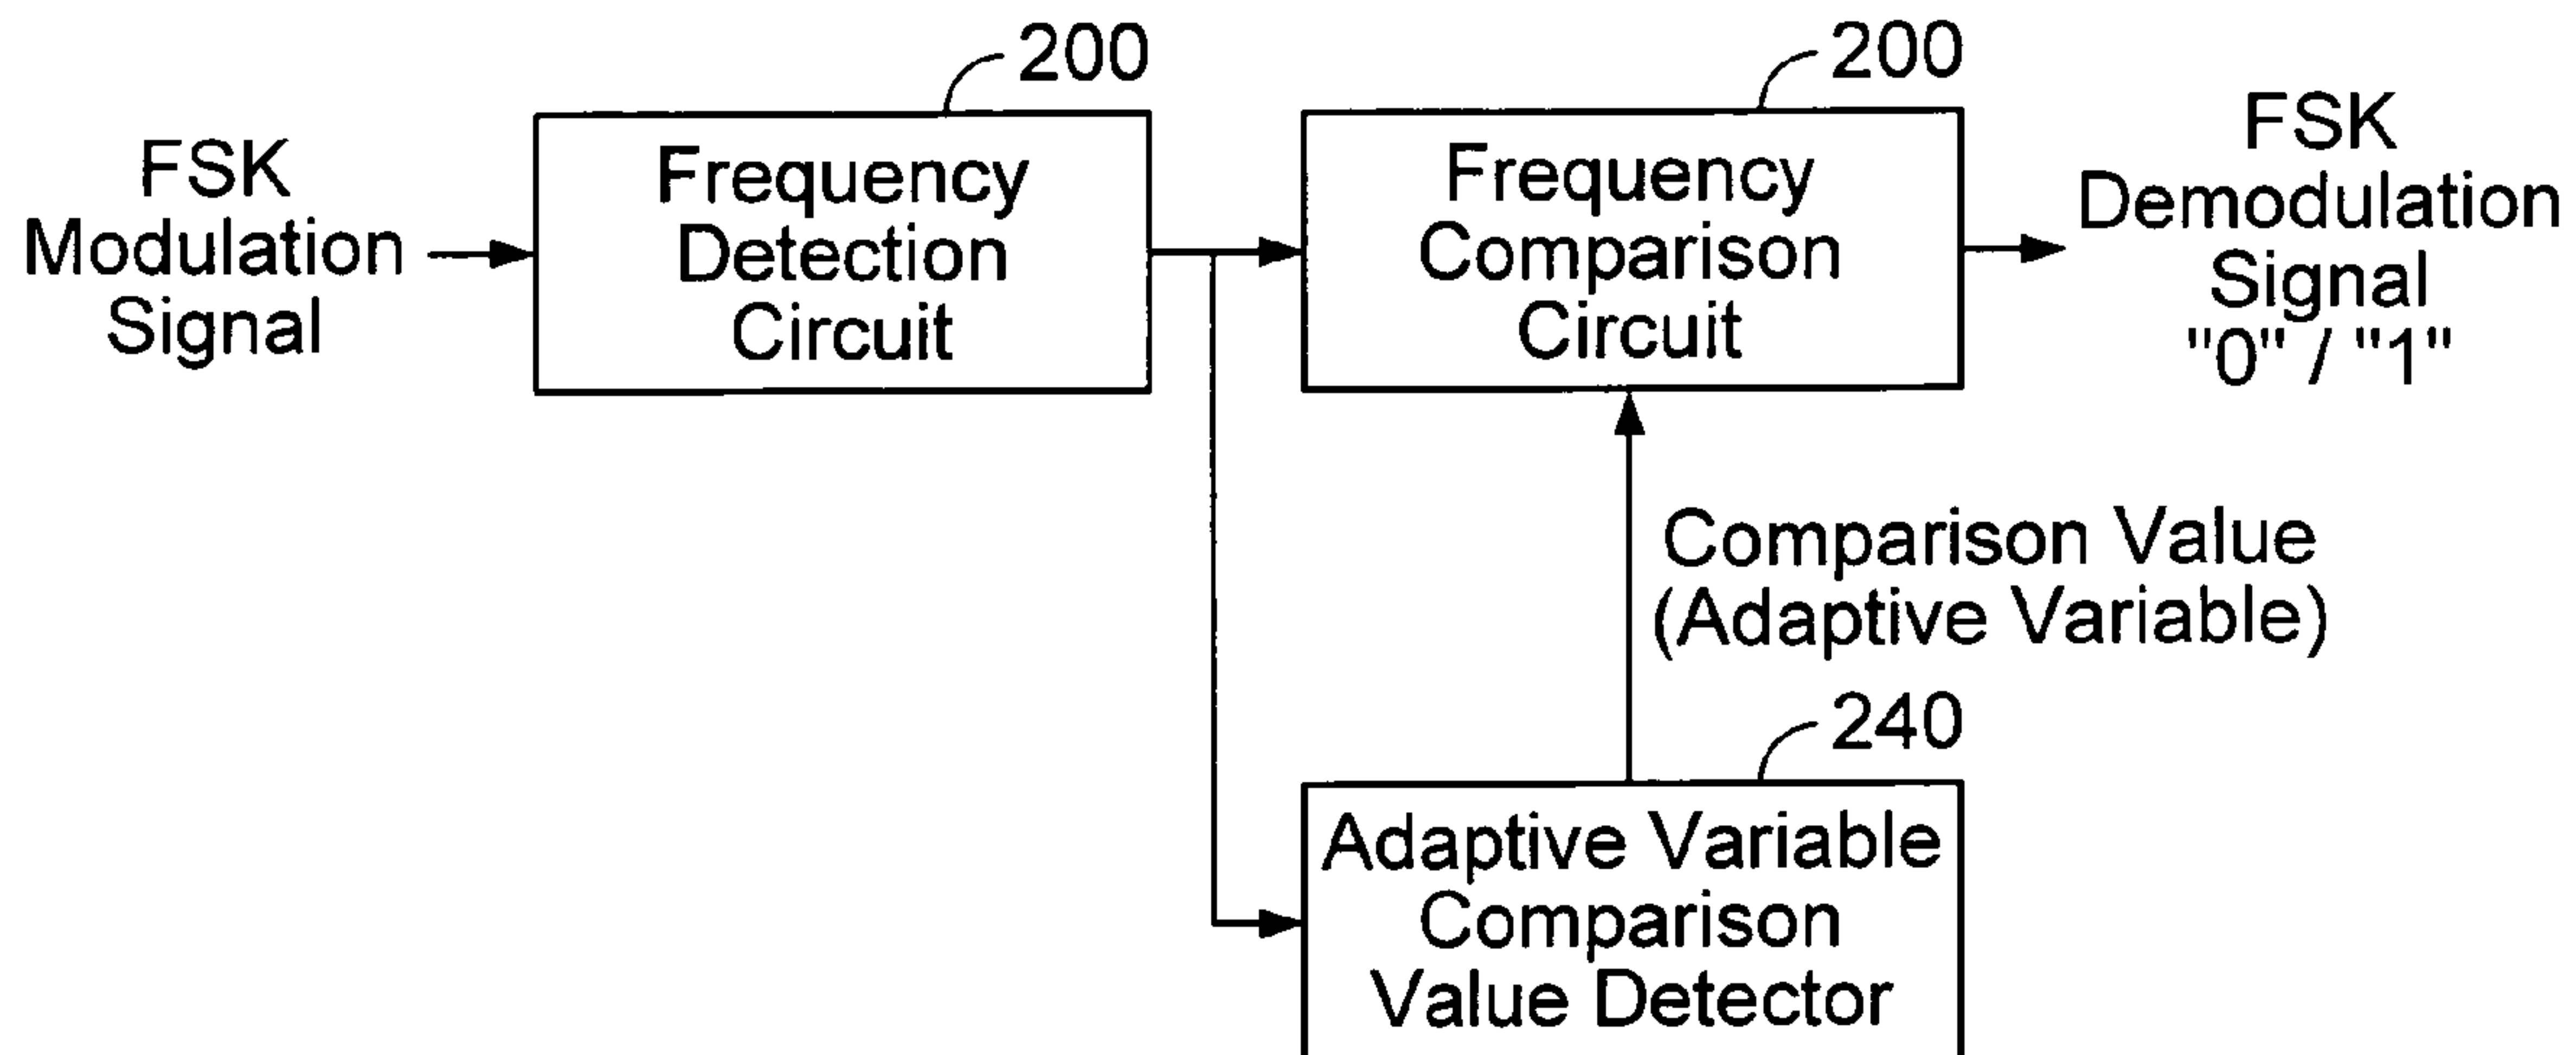 FSK
Modulation
Signal
200
Frequency
Detection
Circuit
200
Frequency
Comparison
Circuit
FSK
Demodulation
Signal
"0" / "1"
Comparison Value
(Adaptive Variable)
240
Adaptive Variable
Comparison
Value Detector